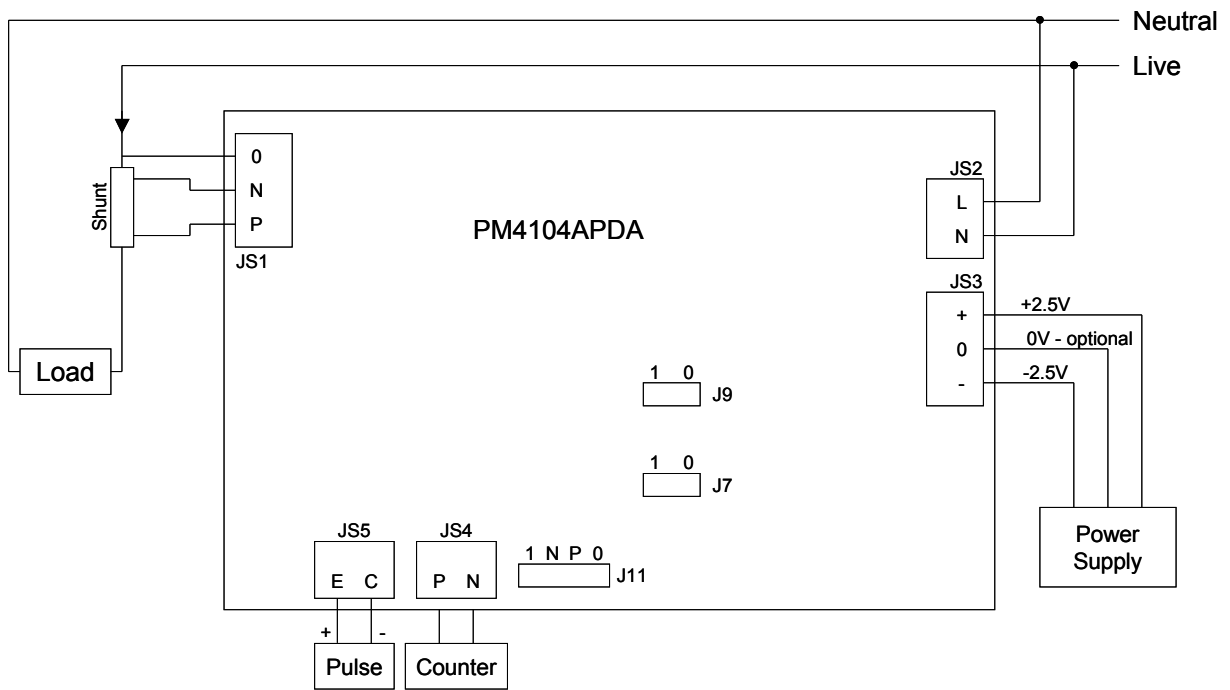 Neutral
Live
0
N
P
JS1
Shunt
PM4104APDA
JS2
L
N
JS3
+
0
-
+2.5V
0V - optional
-2.5V
Load
1 0
J9
1 0
J7
JS5
E C
JS4
P N
1 N P 0
J11
Power
Supply
+ -
Pulse
Counter